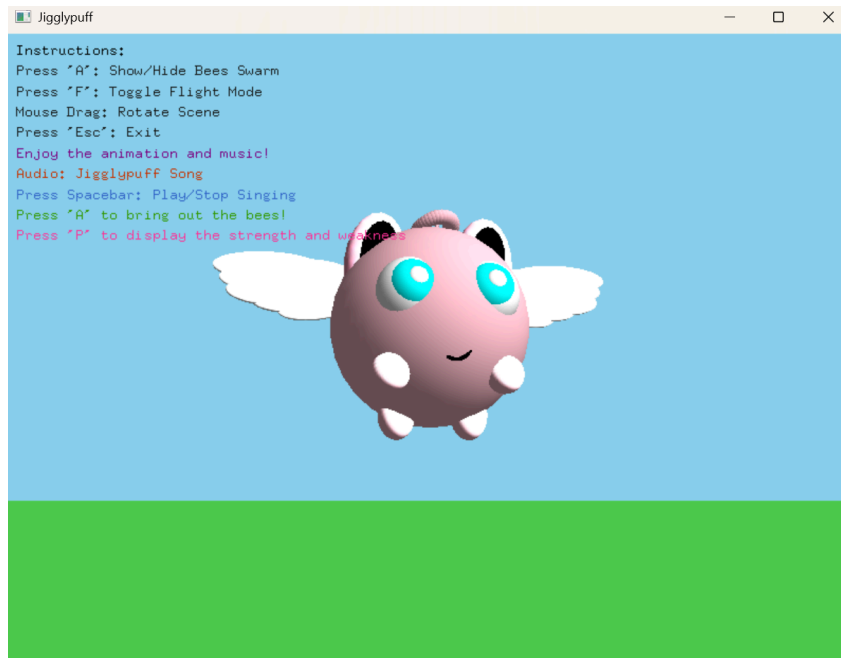 Jigglypuff
Instructions:
Press 'A': Show/Hide Bees Swarm
Press 'F': Toggle Flight Mode
Mouse Drag: Rotate Scene
Press "Esc": Exit
Enjoy the animation and music!
Audio: Jigglypuff Song
Press Spacebar: Play/Stop Singing
Press 'A' to bring out the bees!
Press 'P' to display the strength and weakness